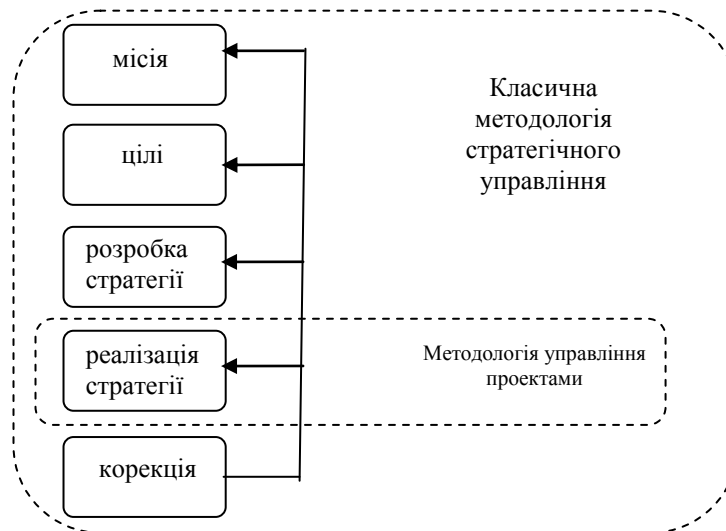 місія
Класична
методологія
стратегічного
управління
цілі
розробка
стратегії
реалізація
стратегії
Методологія управління
проектами
корекція